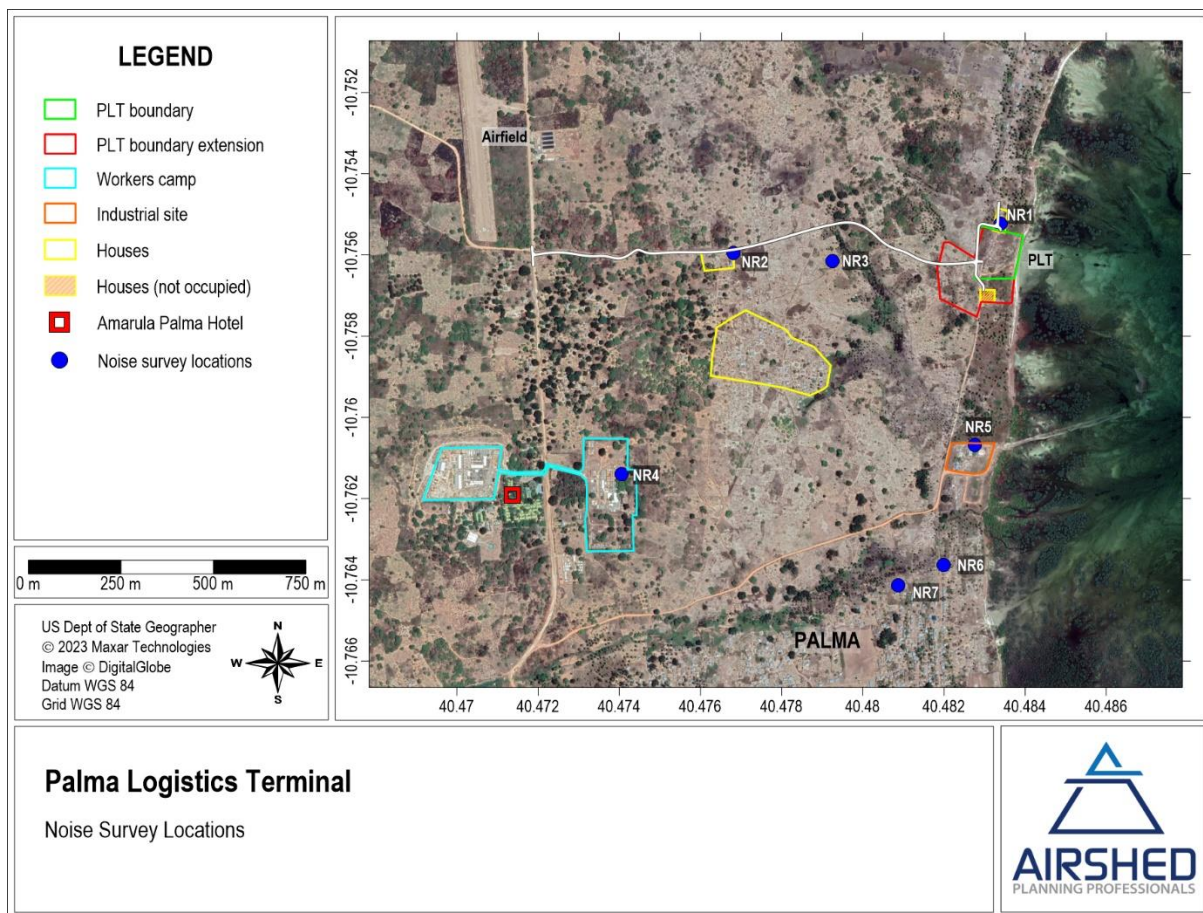 LEGEND
PLT boundary
PLT boundary extension
Workers camp
Industrial site
Houses
Houses (not occupied)
Amarula Palma Hotel
Noise survey locations
0 m 250 m 500 m 750 m
US Dept of State Geographer
© 2023 Maxar Technologies
Image © DigitalGlobe
Datum WGS 84
Grid WGS 84
N
W E
S
-10.752
-10.754
-10.756
-10.758
-10.76
-10.762
-10.764
-10.766
Airfield
NR1
PLT
NR2
NR3
NR5
NR4
NR6
NR7
PALMA
40.47 40.472 40.474 40.476 40.478 40.48 40.482 40.484 40.486
Palma Logistics Terminal
Noise Survey Locations
AIRSHED
PLANNING PROFESSIONALS